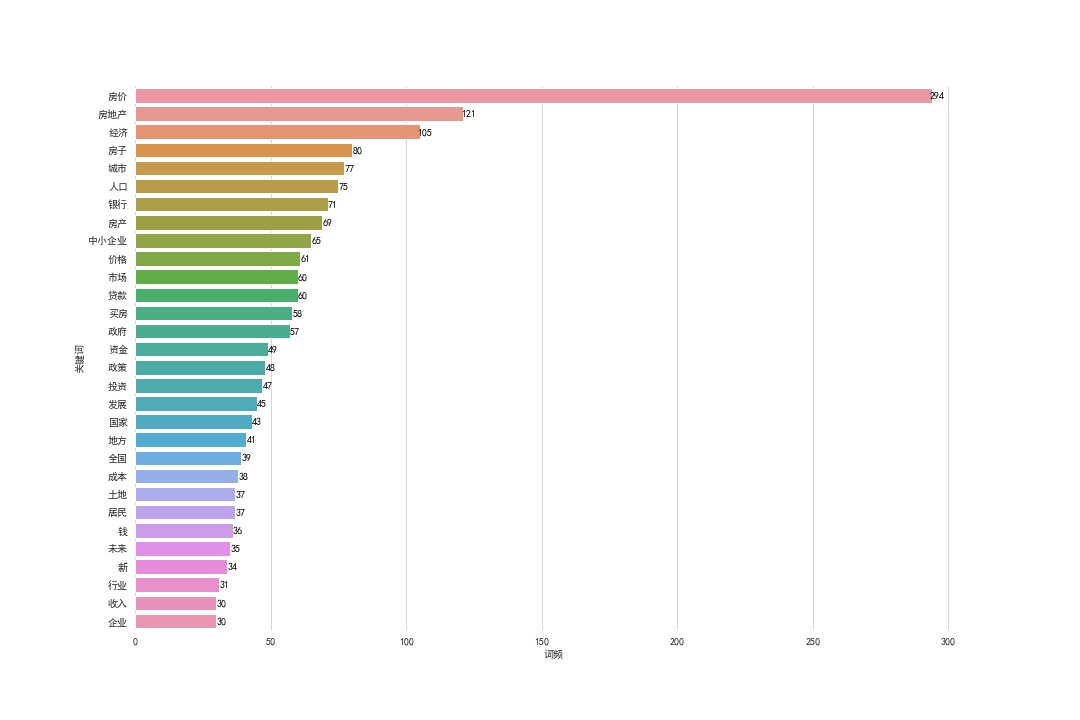 房价 294
房地产 121
经济 105
房子 80
城市 77
人口 75
银行 71
房产 69
中小企业 65
价格 61
市场 60
贷款 60
买房 58
政府 57
关键词
资金 49
政策 48
投资 47
发展 45
国家 43
地方 41
全国 39
成本 38
土地 37
居民 37
钱 36
未来 35
新 34
行业 31
收入 30
企业 30
0 50 100 150 200 250 300
词频